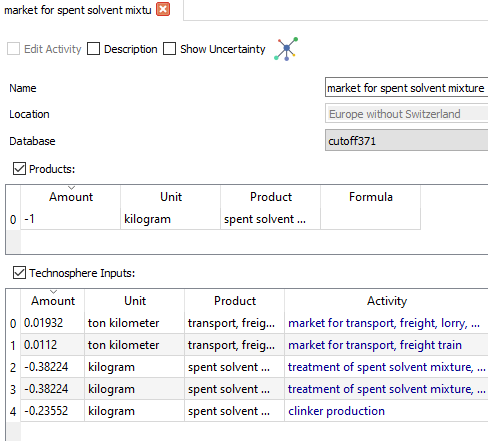 market for spent solvent mixtu
Edit Activity Description Show Uncertainty
Name market for spent solvent mixture
Location Europe without Switzerland
Database cutoff371
Products:
Amount Unit Product Formula
0 -1 kilogram spent solvent ...
Technosphere Inputs:
Amount Unit Product Activity
0 0.01932 ton kilometer transport, freig... market for transport, freight, lorry, ...
1 0.0112 ton kilometer transport, freig... market for transport, freight train
2 -0.38224 kilogram spent solvent ... treatment of spent solvent mixture, ...
3 -0.38224 kilogram spent solvent ... treatment of spent solvent mixture, ...
4 -0.23552 kilogram spent solvent ... clinker production